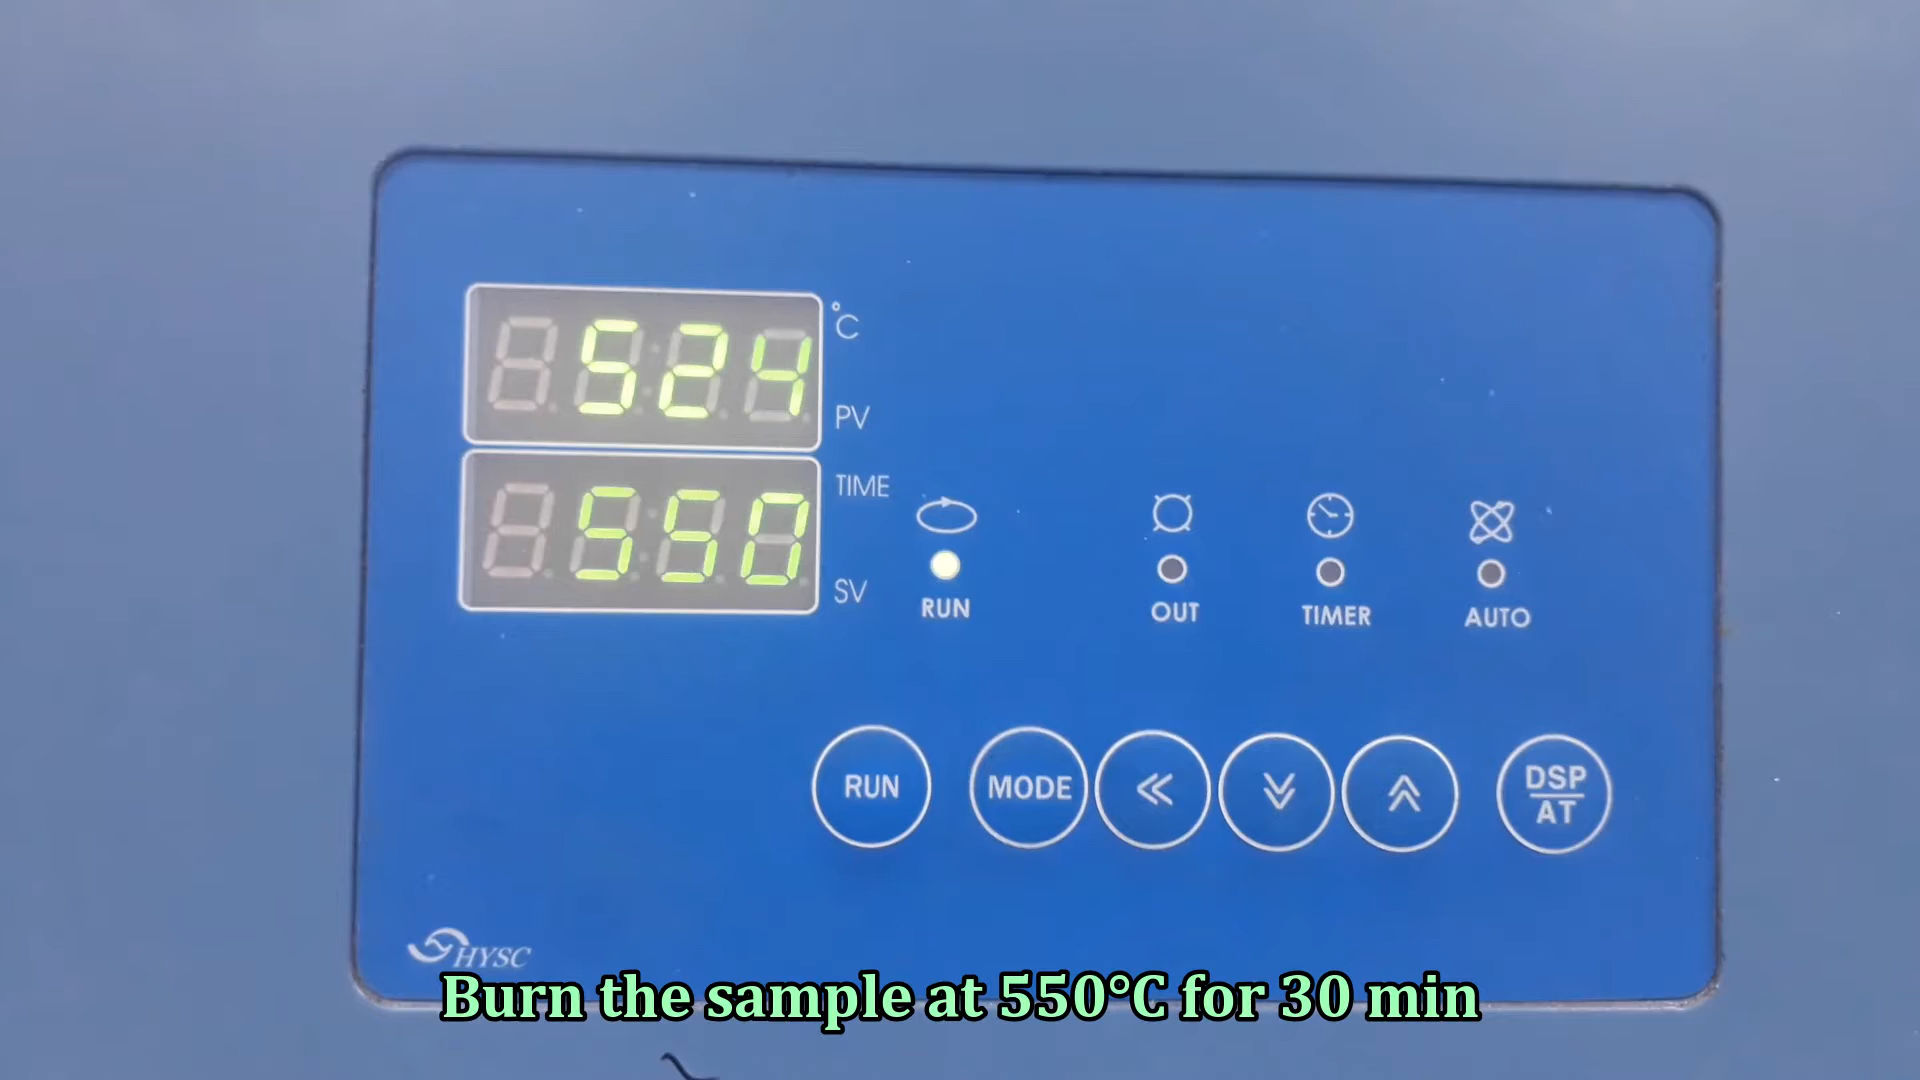 524
°C
PV
550
TIME
SV
RUN
OUT
TIMER
AUTO
RUN
MODE
DSP
AT
HYSC
Burn the sample at 550°C for 30 min